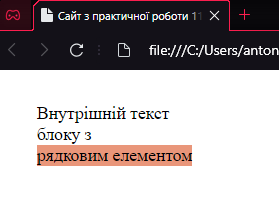 Сайт з практичної роботи 11
file:///C:/Users/anton
Внутрішній текст
блоку з
рядковим елементом